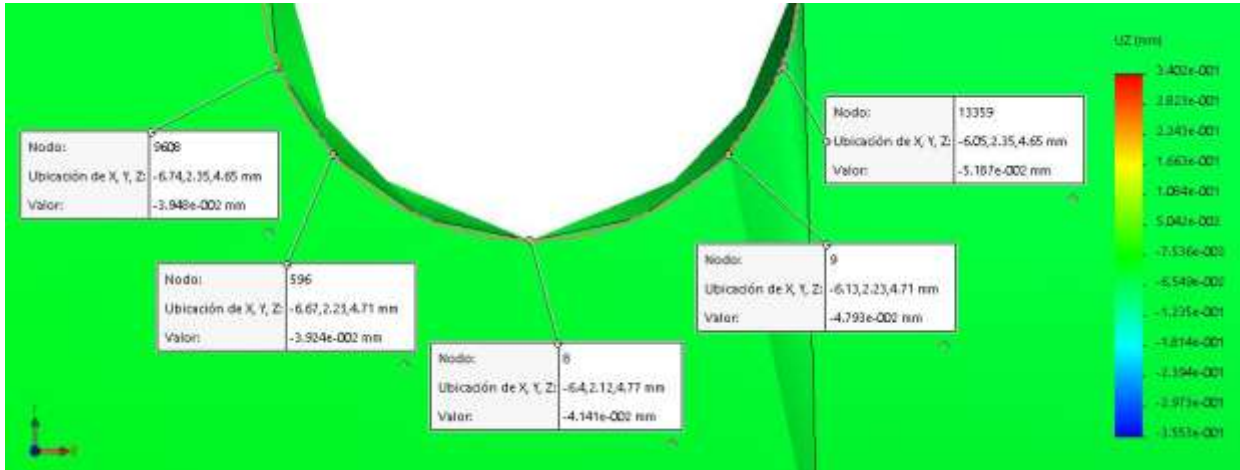 UZ (mm)
3.402e-001
2.823e-001
2.243e-001
1.663e-001
1.084e-001
5.042e-002
-7.536e-003
-6.549e-002
-1.235e-001
-1.814e-001
-2.394e-001
-2.973e-001
-3.553e-001
Nodo: 9608
Ubicación de X, Y, Z: -6.74,2.35,4.65 mm
Valor: -3.948e-002 mm
Nodo: 13359
Ubicación de X, Y, Z: -6.05,2.35,4.65 mm
Valor: -5.187e-002 mm
Nodo: 596
Ubicación de X, Y, Z: -6.67,2.23,4.71 mm
Valor: -3.924e-002 mm
Nodo: 9
Ubicación de X, Y, Z: -6.13,2.23,4.71 mm
Valor: -4.793e-002 mm
Nodo: 8
Ubicación de X, Y, Z: -6.4,2.12,4.77 mm
Valor: -4.141e-002 mm